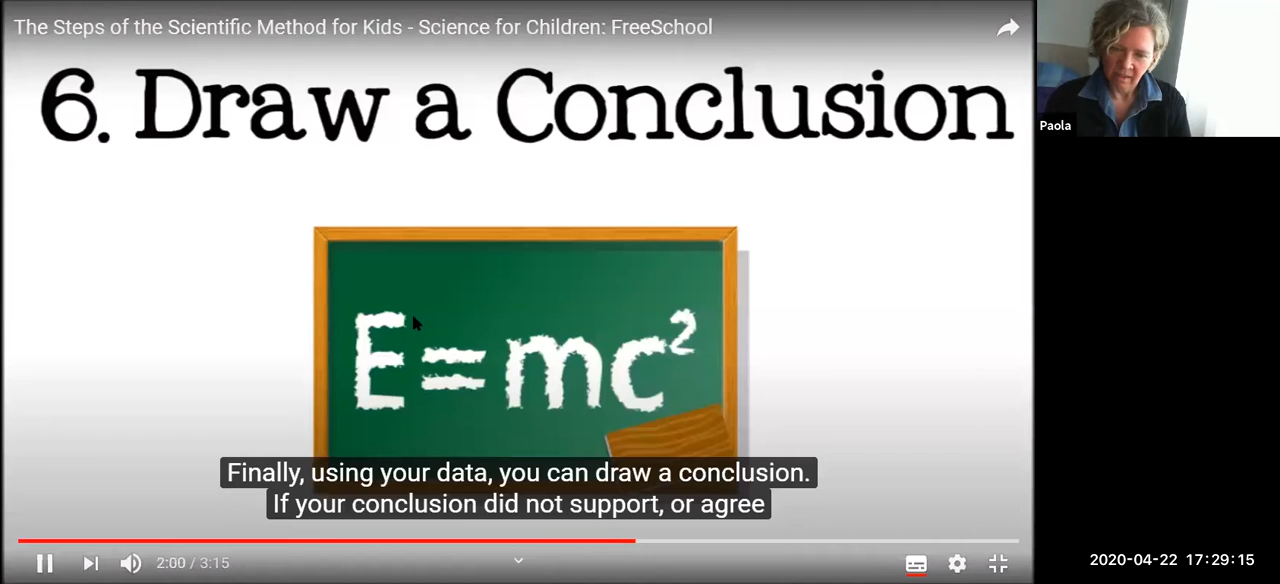 The Steps of the Scientific Method for Kids - Science for Children: FreeSchool
6. Draw a Conclusion
E=mc²
Finally, using your data, you can draw a conclusion.
If your conclusion did not support, or agree
2:00 / 3:15
Paola
2020-04-22 17:29:15